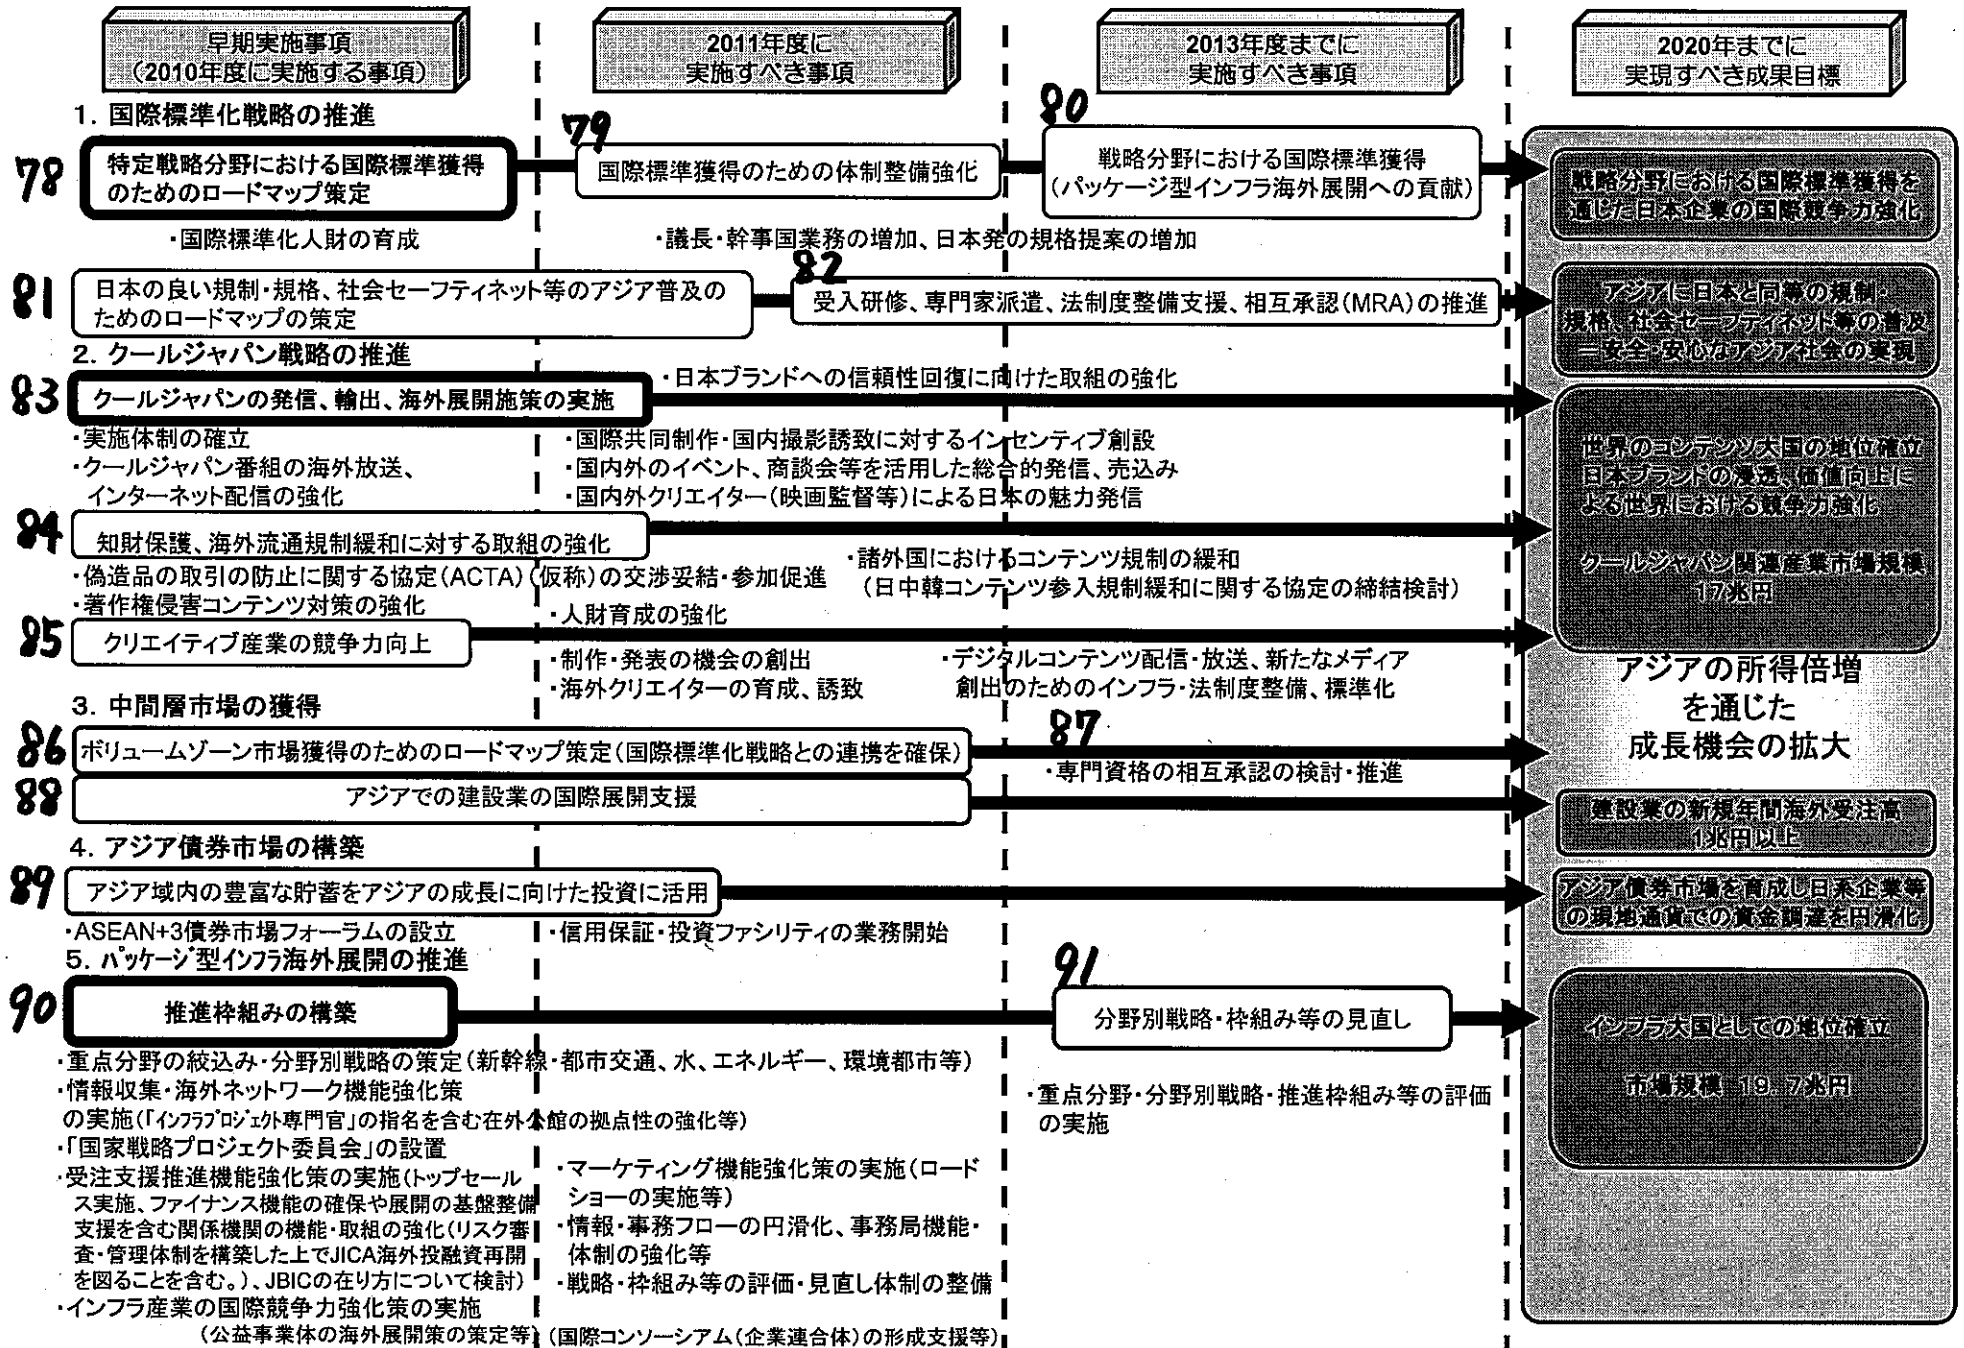 早期実施事項
（2010年度に実施する事項）
2011年度に
実施すべき事項
2013年度までに
実施すべき事項
2020年までに
実現すべき成果目標
1．国際標準化戦略の推進
78
特定戦略分野における国際標準獲得
のためのロードマップ策定
79
国際標準獲得のための体制整備強化
80
戦略分野における国際標準獲得
（パッケージ型インフラ海外展開への貢献）
戦略分野における国際標準獲得を
通じた日本企業の国際競争力強化
・国際標準化人財の育成
・議長・幹事国業務の増加、日本発の規格提案の増加
81
日本の良い規制・規格、社会セーフティネット等のアジア普及の
ためのロードマップの策定
82
受入研修、専門家派遣、法制度整備支援、相互承認（MRA）の推進
アジアに日本と同等の規制・
規格、社会セーフティネット等の普及
―安全・安心なアジア社会の実現
2．クールジャパン戦略の推進
83
クールジャパンの発信、輸出、海外展開施策の実施
・日本ブランドへの信頼性回復に向けた取組の強化
・実施体制の確立
・クールジャパン番組の海外放送、
インターネット配信の強化
・国際共同制作・国内撮影誘致に対するインセンティブ創設
・国内外のイベント、商談会等を活用した総合的発信、売込み
・国内外クリエイター（映画監督等）による日本の魅力発信
世界のコンテンツ大国の地位確立
日本ブランドの浸透、価値向上に
よる世界における競争力強化
クールジャパン関連産業市場規模
17兆円
84
知財保護、海外流通規制緩和に対する取組の強化
・偽造品の取引の防止に関する協定（ACTA）（仮称）の交渉妥結・参加促進
・著作権侵害コンテンツ対策の強化
・諸外国におけるコンテンツ規制の緩和
（日中韓コンテンツ参入規制緩和に関する協定の締結検討）
85
クリエイティブ産業の競争力向上
・人財育成の強化
・制作・発表の機会の創出
・海外クリエイターの育成、誘致
・デジタルコンテンツ配信・放送、新たなメディア
創出のためのインフラ・法制度整備、標準化
アジアの所得倍増
を通じた
成長機会の拡大
3．中間層市場の獲得
86
ボリュームゾーン市場獲得のためのロードマップ策定（国際標準化戦略との連携を確保）
87
・専門資格の相互承認の検討・推進
88
アジアでの建設業の国際展開支援
建設業の新規年間海外受注高
1兆円以上
4．アジア債券市場の構築
89
アジア域内の豊富な貯蓄をアジアの成長に向けた投資に活用
・ASEAN+3債券市場フォーラムの設立
・信用保証・投資ファシリティの業務開始
アジア債券市場を育成し日系企業等
の現地通貨での資金調達を円滑化
5．パッケージ型インフラ海外展開の推進
90
推進枠組みの構築
91
分野別戦略・枠組み等の見直し
インフラ大国としての地位確立
市場規模 19．7兆円
・重点分野の絞込み・分野別戦略の策定（新幹線・都市交通、水、エネルギー、環境都市等）
・情報収集・海外ネットワーク機能強化策
の実施（「インフラプロジェクト専門官」の指名を含む在外公館の拠点性の強化等）
・「国家戦略プロジェクト委員会」の設置
・受注支援推進機能強化策の実施（トップセール
ス実施、ファイナンス機能の確保や展開の基盤整備
支援を含む関係機関の機能・取組の強化（リスク審
査・管理体制を構築した上でJICA海外投融資再開
を図ることを含む。）、JBICの在り方について検討）
・インフラ産業の国際競争力強化策の実施
（公益事業体の海外展開策の策定等）
・マーケティング機能強化策の実施（ロード
ショーの実施等）
・情報・事務フローの円滑化、事務局機能・
体制の強化等
・戦略・枠組み等の評価・見直し体制の整備
（国際コンソーシアム（企業連合体）の形成支援等）
・重点分野・分野別戦略・推進枠組み等の評価
の実施